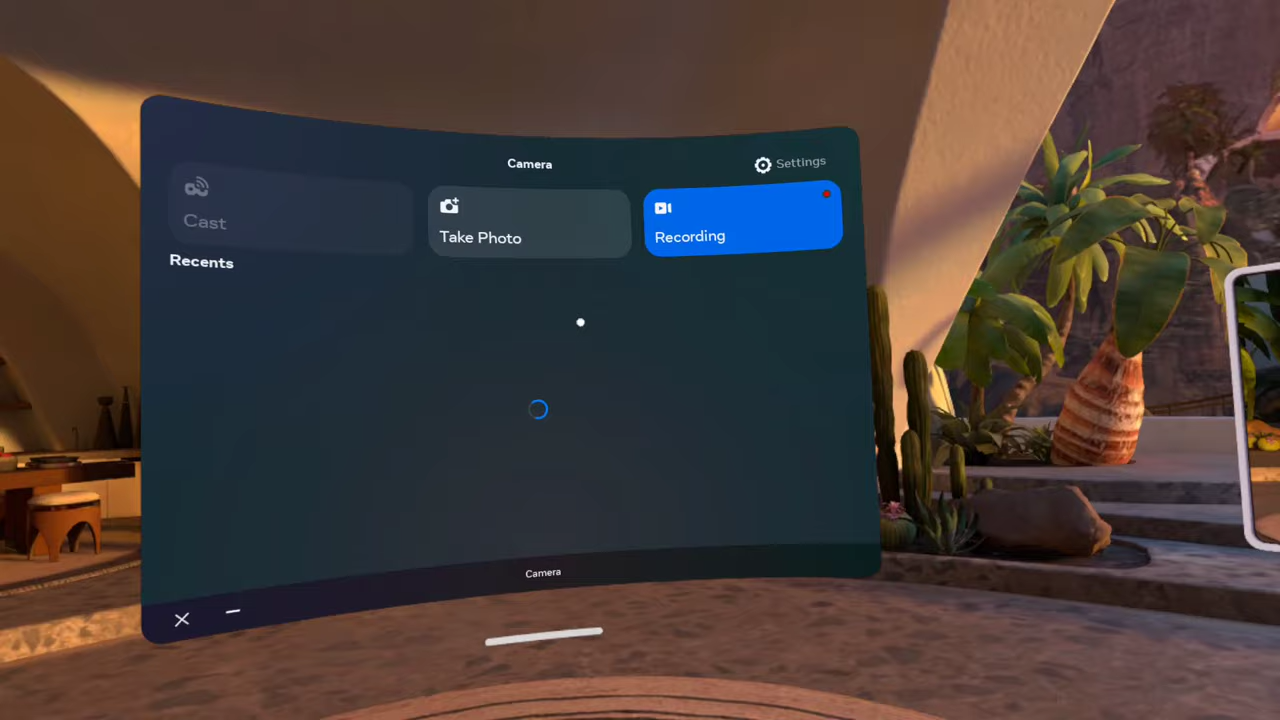 Camera
Settings
Cast
Take Photo
Recording
Recents
Camera